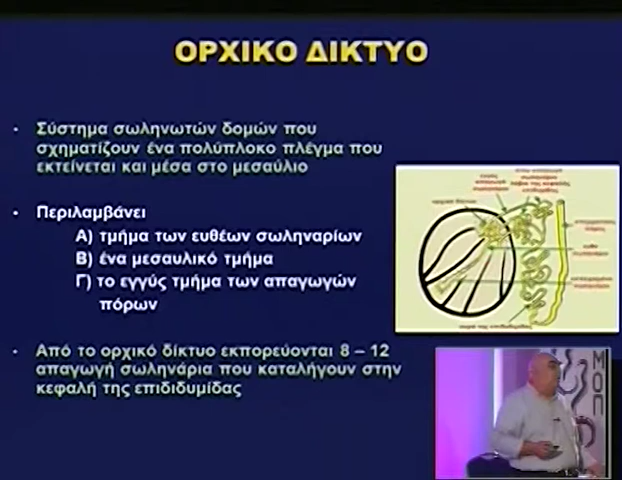 ΟΡΧΙΚΟ ΔΙΚΤΥΟ
• Σύστημα σωληνωτών δομών που
σχηματίζουν ένα πολύπλοκο πλέγμα που
εκτείνεται και μέσα στο μεσαύλιο
• Περιλαμβάνει
Α) τμήμα των ευθέων σωληναρίων
Β) ένα μεσαυλικό τμήμα
Γ) το εγγύς τμήμα των απαγωγών
πόρων
• Από το ορχικό δίκτυο εκπορεύονται 8 – 12
απαγωγή σωληνάρια που καταλήγουν στην
κεφαλή της επιδιδυμίδας